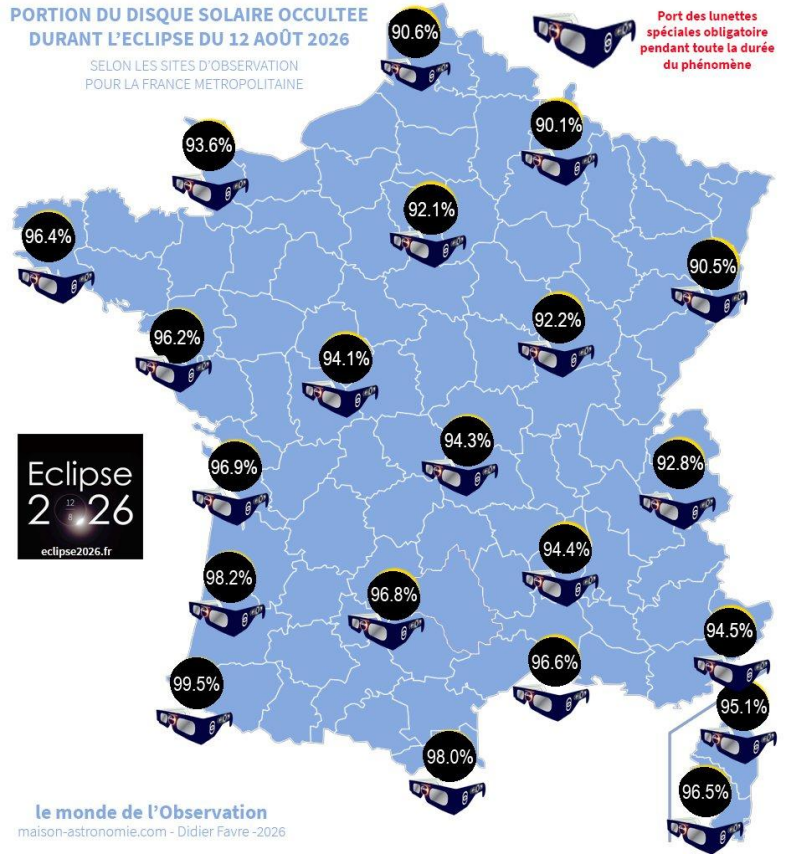 PORTION DU DISQUE SOLAIRE OCCULTEE
DURANT L'ECLIPSE DU 12 AOÛT 2026
SELON LES SITES D'OBSERVATION
POUR LA FRANCE METROPOLITAINE
Port des lunettes
spéciales obligatoire
pendant toute la durée
du phénomène
90.6%
90.1%
93.6%
92.1%
96.4%
90.5%
92.2%
96.2%
94.1%
94.3%
96.9%
92.8%
Eclipse
2026
12
8
eclipse2026.fr
94.4%
98.2%
96.8%
94.5%
96.6%
99.5%
95.1%
98.0%
96.5%
le monde de l'Observation
maison-astronomie.com - Didier Favre -2026